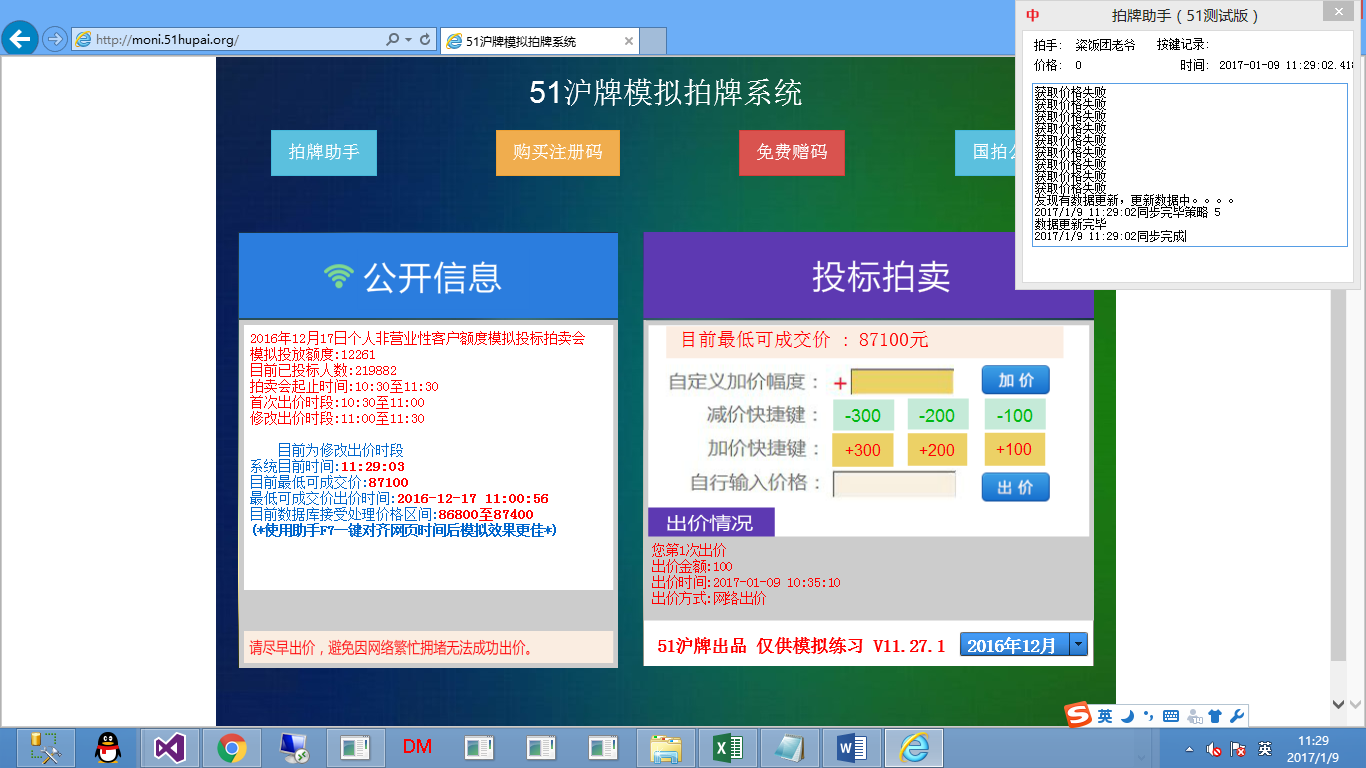 http://moni.51hupai.org/
51沪牌模拟拍牌系统
51沪牌模拟拍牌系统
拍牌助手
购买注册码
免费赠码
国拍公
公开信息
2016年12月17日个人非营业性客户额度模拟投标拍卖会
模拟投放额度:12261
目前已投标人数:219882
拍卖会起止时间:10:30至11:30
首次出价时段:10:30至11:00
修改出价时段:11:00至11:30
目前为修改出价时段
系统目前时间:11:29:03
目前最低可成交价:87100
最低可成交价出价时间:2016-12-17 11:00:56
目前数据库接受处理价格区间:86800至87400
(*使用助手F7一键对齐网页时间后模拟效果更佳*)
请尽早出价，避免因网络繁忙拥堵无法成功出价。
投标拍卖
目前最低可成交价 ：87100元
自定义加价幅度： + 加 价
减价快捷键： -300 -200 -100
加价快捷键： +300 +200 +100
自行输入价格： 出 价
出价情况
您第1次出价
出价金额:100
出价时间:2017-01-09 10:35:10
出价方式:网络出价
51沪牌出品 仅供模拟练习 V11.27.1 2016年12月
中 拍牌助手（51测试版）
拍手： 粢饭团老爷 按键记录:
价格： 0 时间： 2017-01-09 11:29:02.418
获取价格失败
获取价格失败
获取价格失败
获取价格失败
获取价格失败
获取价格失败
获取价格失败
获取价格失败
获取价格失败
发现有数据更新，更新数据中。。。。
2017/1/9 11:29:02同步完毕策略 5
数据更新完毕
2017/1/9 11:29:02同步完成
S 英
DM
英
11:29
2017/1/9